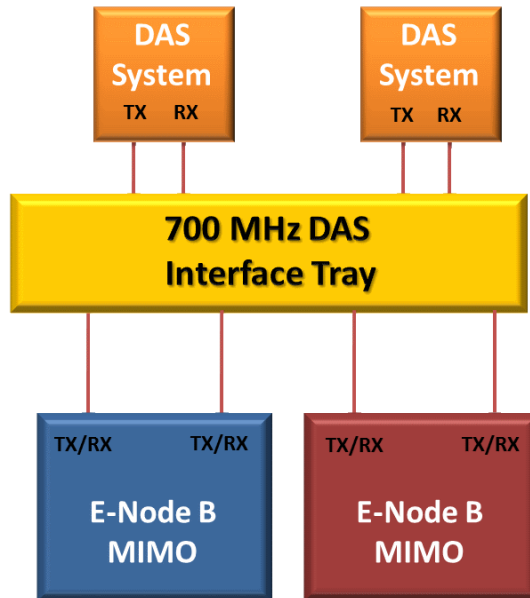 DAS
System
TX RX
DAS
System
TX RX
700 MHz DAS
Interface Tray
TX/RX TX/RX
E-Node B
MIMO
TX/RX TX/RX
E-Node B
MIMO